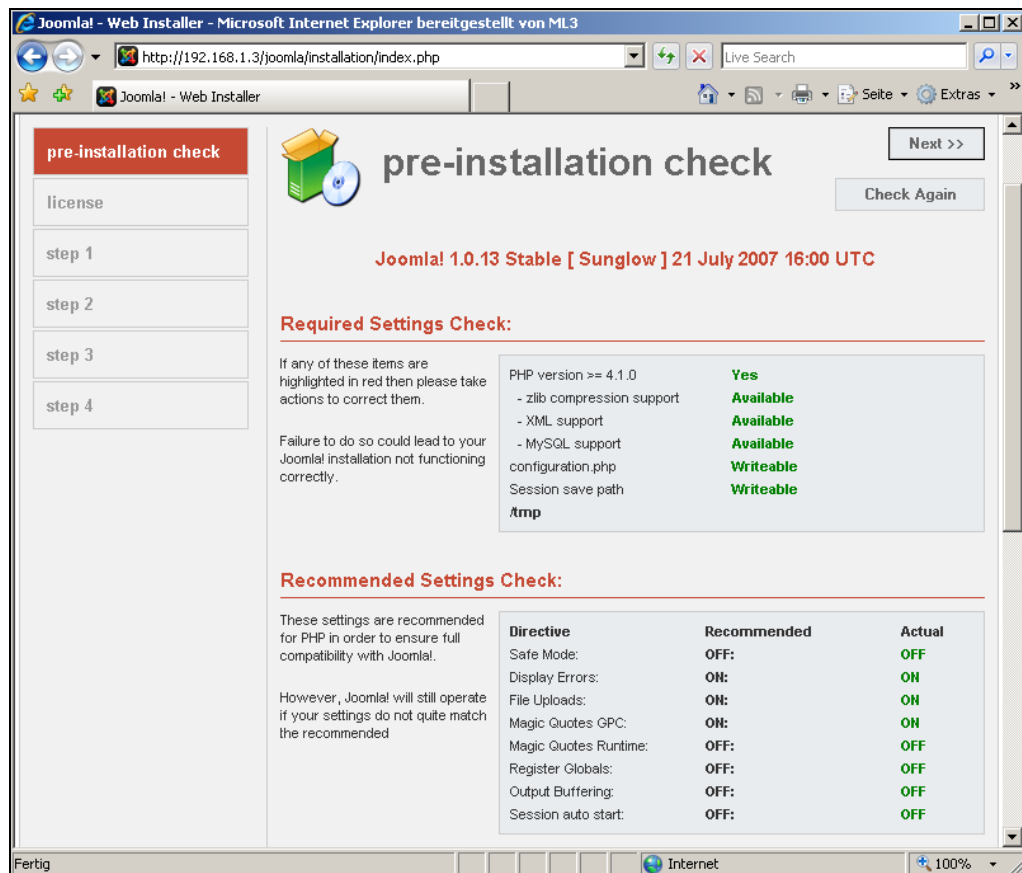 Joomla! - Web Installer - Microsoft Internet Explorer bereitgestellt von ML3
http://192.168.1.3/joomla/installation/index.php
Live Search
Joomla! - Web Installer
Seite
Extras
»
pre-installation check
license
step 1
step 2
step 3
step 4
pre-installation check
Next >>
Check Again
Joomla! 1.0.13 Stable [ Sunglow ] 21 July 2007 16:00 UTC
Required Settings Check:
If any of these items are
highlighted in red then please take
actions to correct them.
Failure to do so could lead to your
Joomla! installation not functioning
correctly.
PHP version >= 4.1.0 Yes
- zlib compression support Available
- XML support Available
- MySQL support Available
configuration.php Writeable
Session save path Writeable
/tmp
Recommended Settings Check:
These settings are recommended
for PHP in order to ensure full
compatibility with Joomla!.
However, Joomla! will still operate
if your settings do not quite match
the recommended
Directive Recommended Actual
Safe Mode: OFF: OFF
Display Errors: ON: ON
File Uploads: ON: ON
Magic Quotes GPC: ON: ON
Magic Quotes Runtime: OFF: OFF
Register Globals: OFF: OFF
Output Buffering: OFF: OFF
Session auto start: OFF: OFF
Fertig
Internet
100%